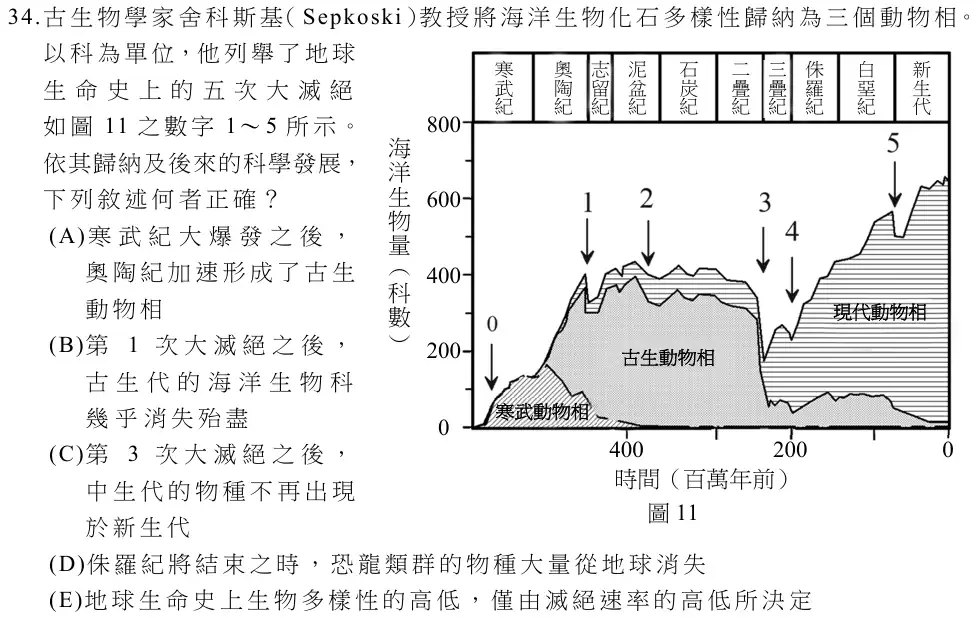 34.古生物學家舍科斯基(Sepkoski)教授將海洋生物化石多樣性歸納為三個動物相。
以科為單位,他列舉了地球
生命史上的五次大滅絕
如圖11之數字1～5所示。
依其歸納及後來的科學發展,
下列敘述何者正確?
(A)寒武紀大爆發之後,
奧陶紀加速形成了古生
動物相
(B)第1次大滅絕之後,
古生代的海洋生物科
幾乎消失殆盡
(C)第3次大滅絕之後,
中生代的物種不再出現
於新生代
寒武紀
奧陶紀
志留紀
泥盆紀
石炭紀
二疊紀
三疊紀
侏羅紀
白堊紀
新生代
海洋生物量(科數)
800
600
400
200
0
0
1
2
3
4
5
寒武動物相
古生動物相
現代動物相
400
200
0
時間(百萬年前)
圖11
(D)侏羅紀將結束之時,恐龍類群的物種大量從地球消失
(E)地球生命史上生物多樣性的高低,僅由滅絕速率的高低所決定